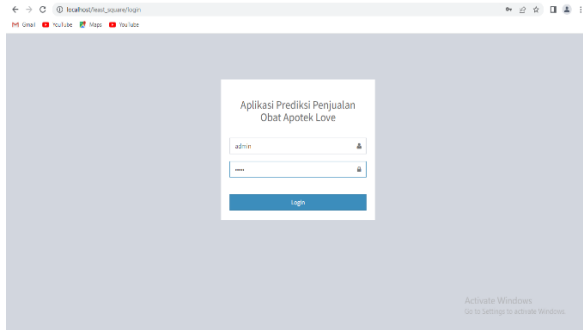 localhost/least_square/login
Gmail YouTube Maps YouTube
Aplikasi Prediksi Penjualan
Obat Apotek Love
admin
Login
Activate Windows
Go to Settings to activate Windows.